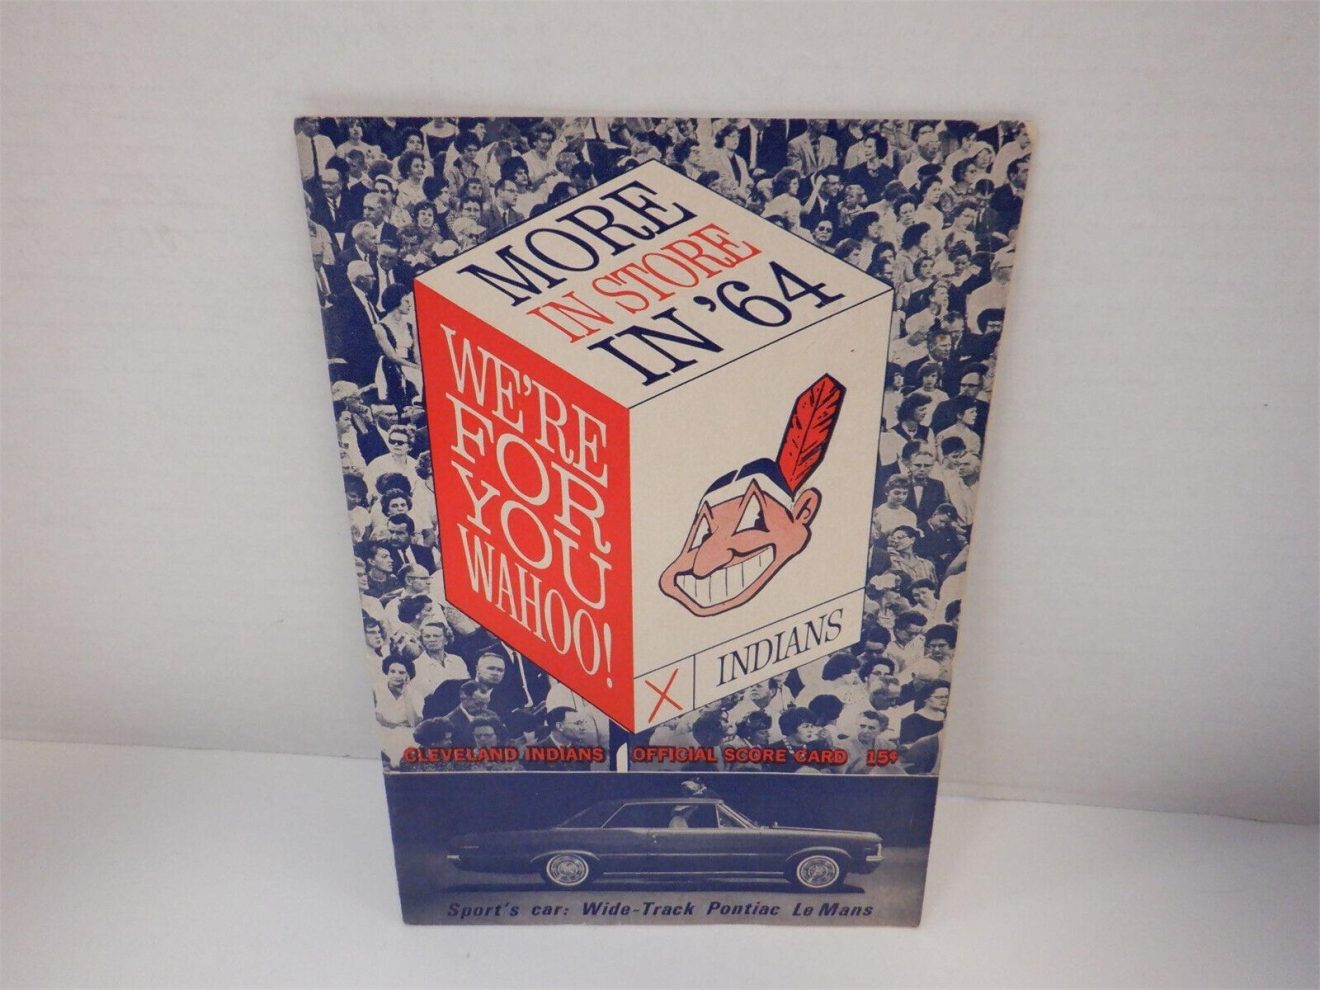 MORE
IN STORE
IN '64
WE'RE
FOR
YOU
WAHOO!
X INDIANS
CLEVELAND INDIANS OFFICIAL SCORE CARD 15¢
Sport's car: Wide-Track Pontiac Le Mans